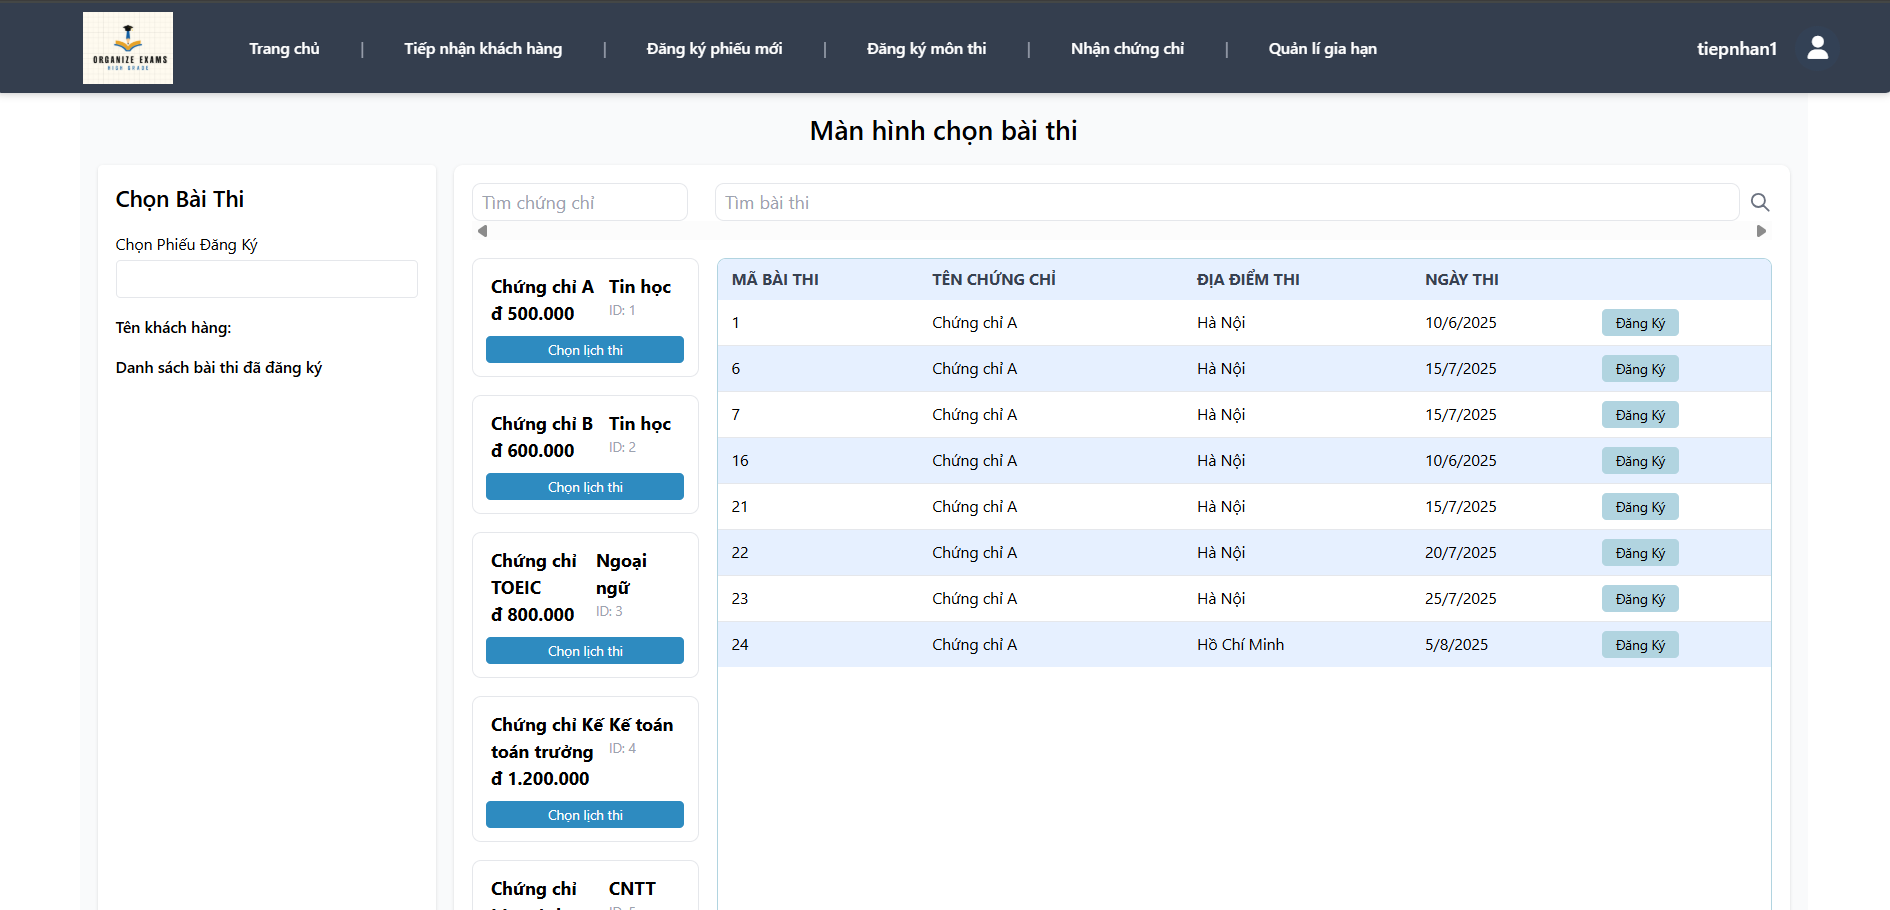 ORGANIZE EXAMS
HIGH GRADE
Trang chủ | Tiếp nhận khách hàng | Đăng ký phiếu mới | Đăng ký môn thi | Nhận chứng chỉ | Quản lí gia hạn
tiepnhan1
Màn hình chọn bài thi
Chọn Bài Thi
Chọn Phiếu Đăng Ký
Tên khách hàng:
Danh sách bài thi đã đăng ký
Tìm chứng chỉ
Tìm bài thi
Chứng chỉ A Tin học
đ 500.000 ID: 1
Chọn lịch thi
Chứng chỉ B Tin học
đ 600.000 ID: 2
Chọn lịch thi
Chứng chỉ Ngoại
TOEIC ngữ
đ 800.000 ID: 3
Chọn lịch thi
Chứng chỉ Kế Kế toán
toán trưởng ID: 4
đ 1.200.000
Chọn lịch thi
Chứng chỉ CNTT
MÃ BÀI THI TÊN CHỨNG CHỈ ĐỊA ĐIỂM THI NGÀY THI
1 Chứng chỉ A Hà Nội 10/6/2025 Đăng Ký
6 Chứng chỉ A Hà Nội 15/7/2025 Đăng Ký
7 Chứng chỉ A Hà Nội 15/7/2025 Đăng Ký
16 Chứng chỉ A Hà Nội 10/6/2025 Đăng Ký
21 Chứng chỉ A Hà Nội 15/7/2025 Đăng Ký
22 Chứng chỉ A Hà Nội 20/7/2025 Đăng Ký
23 Chứng chỉ A Hà Nội 25/7/2025 Đăng Ký
24 Chứng chỉ A Hồ Chí Minh 5/8/2025 Đăng Ký